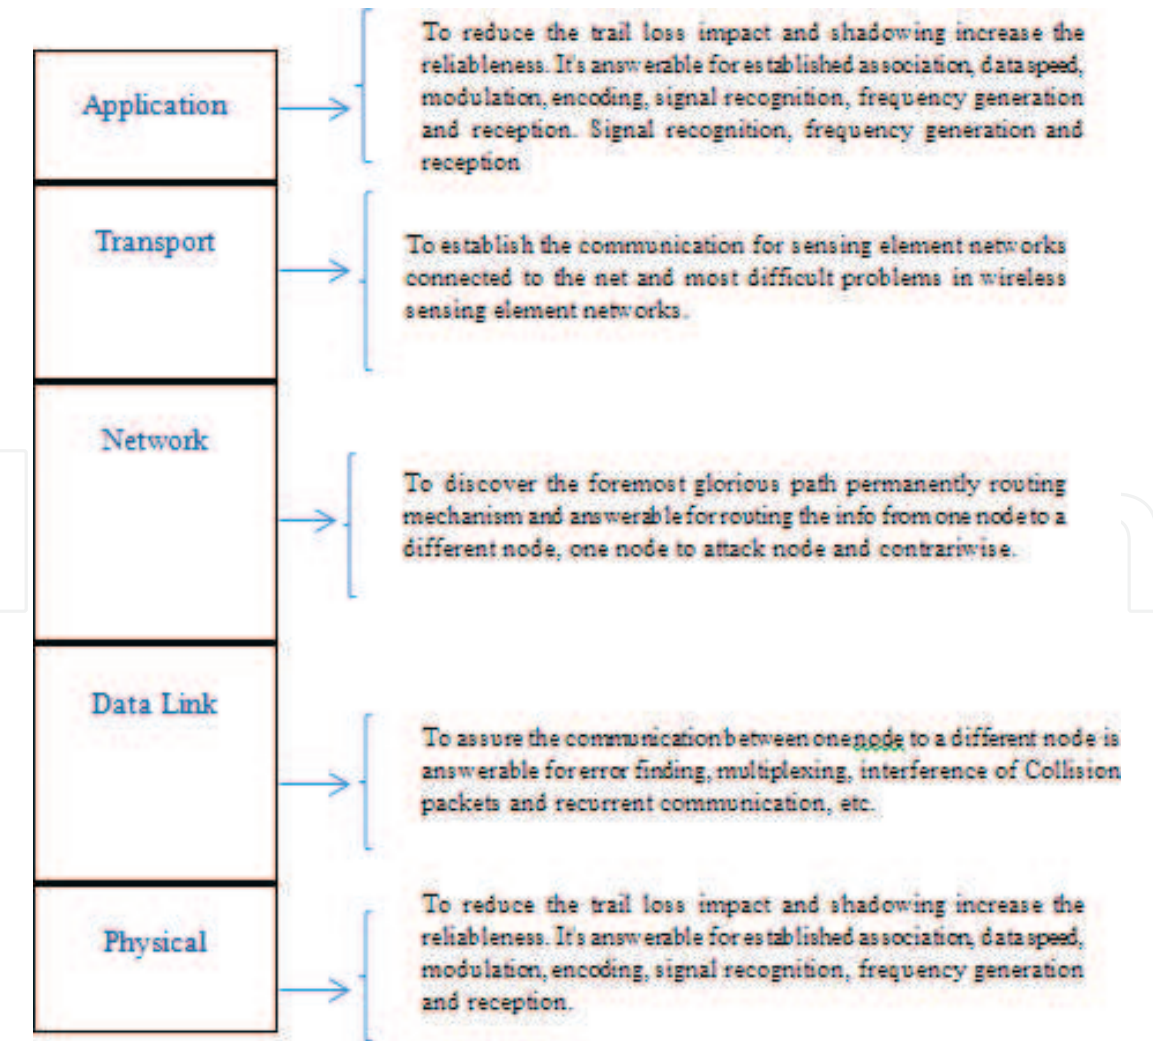 Application
To reduce the trail loss impact and shadowing increase the
reliableness. It's answerable for established association, data speed,
modulation, encoding, signal recognition, frequency generation
and reception. Signal recognition, frequency generation and
reception
Transport
To establish the communication for sensing element networks
connected to the net and most difficult problems in wireless
sensing element networks.
Network
To discover the foremost glorious path permanently routing
mechanism and answerable for routing the info from one node to a
different node, one node to attack node and contrariwise.
Data Link
To assure the communication between one node to a different node is
answerable for error finding, multiplexing, interference of Collision
packets and recurrent communication, etc.
Physical
To reduce the trail loss impact and shadowing increase the
reliableness. It's answerable for established association, data speed,
modulation, encoding, signal recognition, frequency generation
and reception.